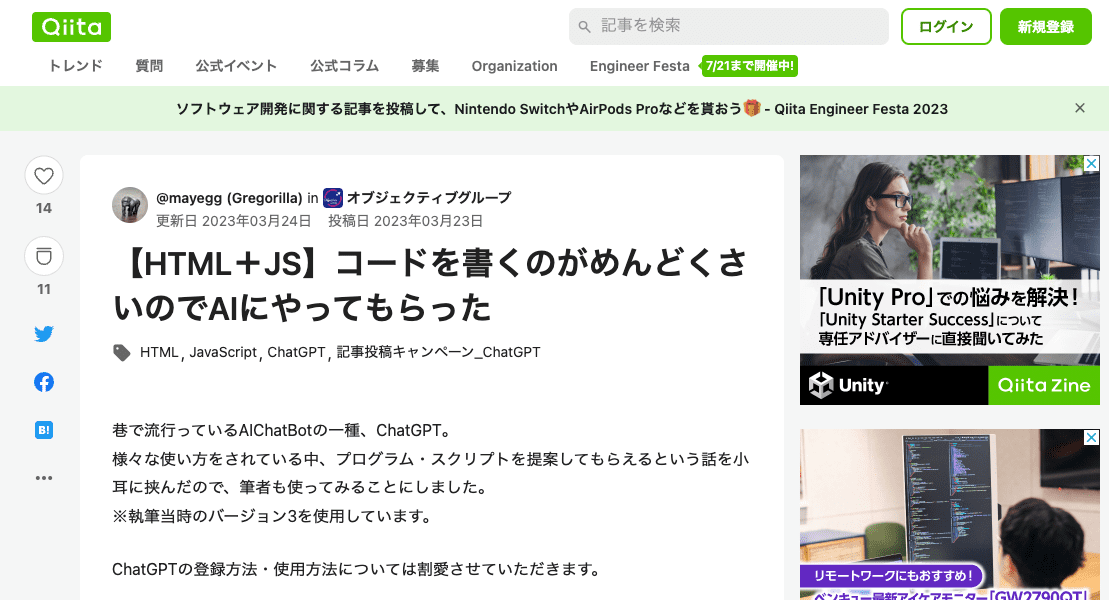 Qiita
記事を検索
ログイン
新規登録
トレンド 質問 公式イベント 公式コラム 募集 Organization Engineer Festa 7/21まで開催中!
ソフトウェア開発に関する記事を投稿して、Nintendo SwitchやAirPods Proなどを貰おう🎁 - Qiita Engineer Festa 2023
14
11
B!
@mayegg (Gregorilla) in オブジェクティブグループ
更新日 2023年03月24日 投稿日 2023年03月23日
【HTML＋JS】コードを書くのがめんどくさ
いのでAIにやってもらった
HTML, JavaScript, ChatGPT, 記事投稿キャンペーン_ChatGPT
巷で流行っているAIChatBotの一種、ChatGPT。
様々な使い方をされている中、プログラム・スクリプトを提案してもらえるという話を小
耳に挟んだので、筆者も使ってみることにしました。
※執筆当時のバージョン3を使用しています。
ChatGPTの登録方法・使用方法については割愛させていただきます。
「Unity Pro」での悩みを解決！
「Unity Starter Success」について
専任アドバイザーに直接聞いてみた
Unity
Qiita Zine
リモートワークにもおすすめ！
ベンキュー最新アイケアモニター「GW2790QT」